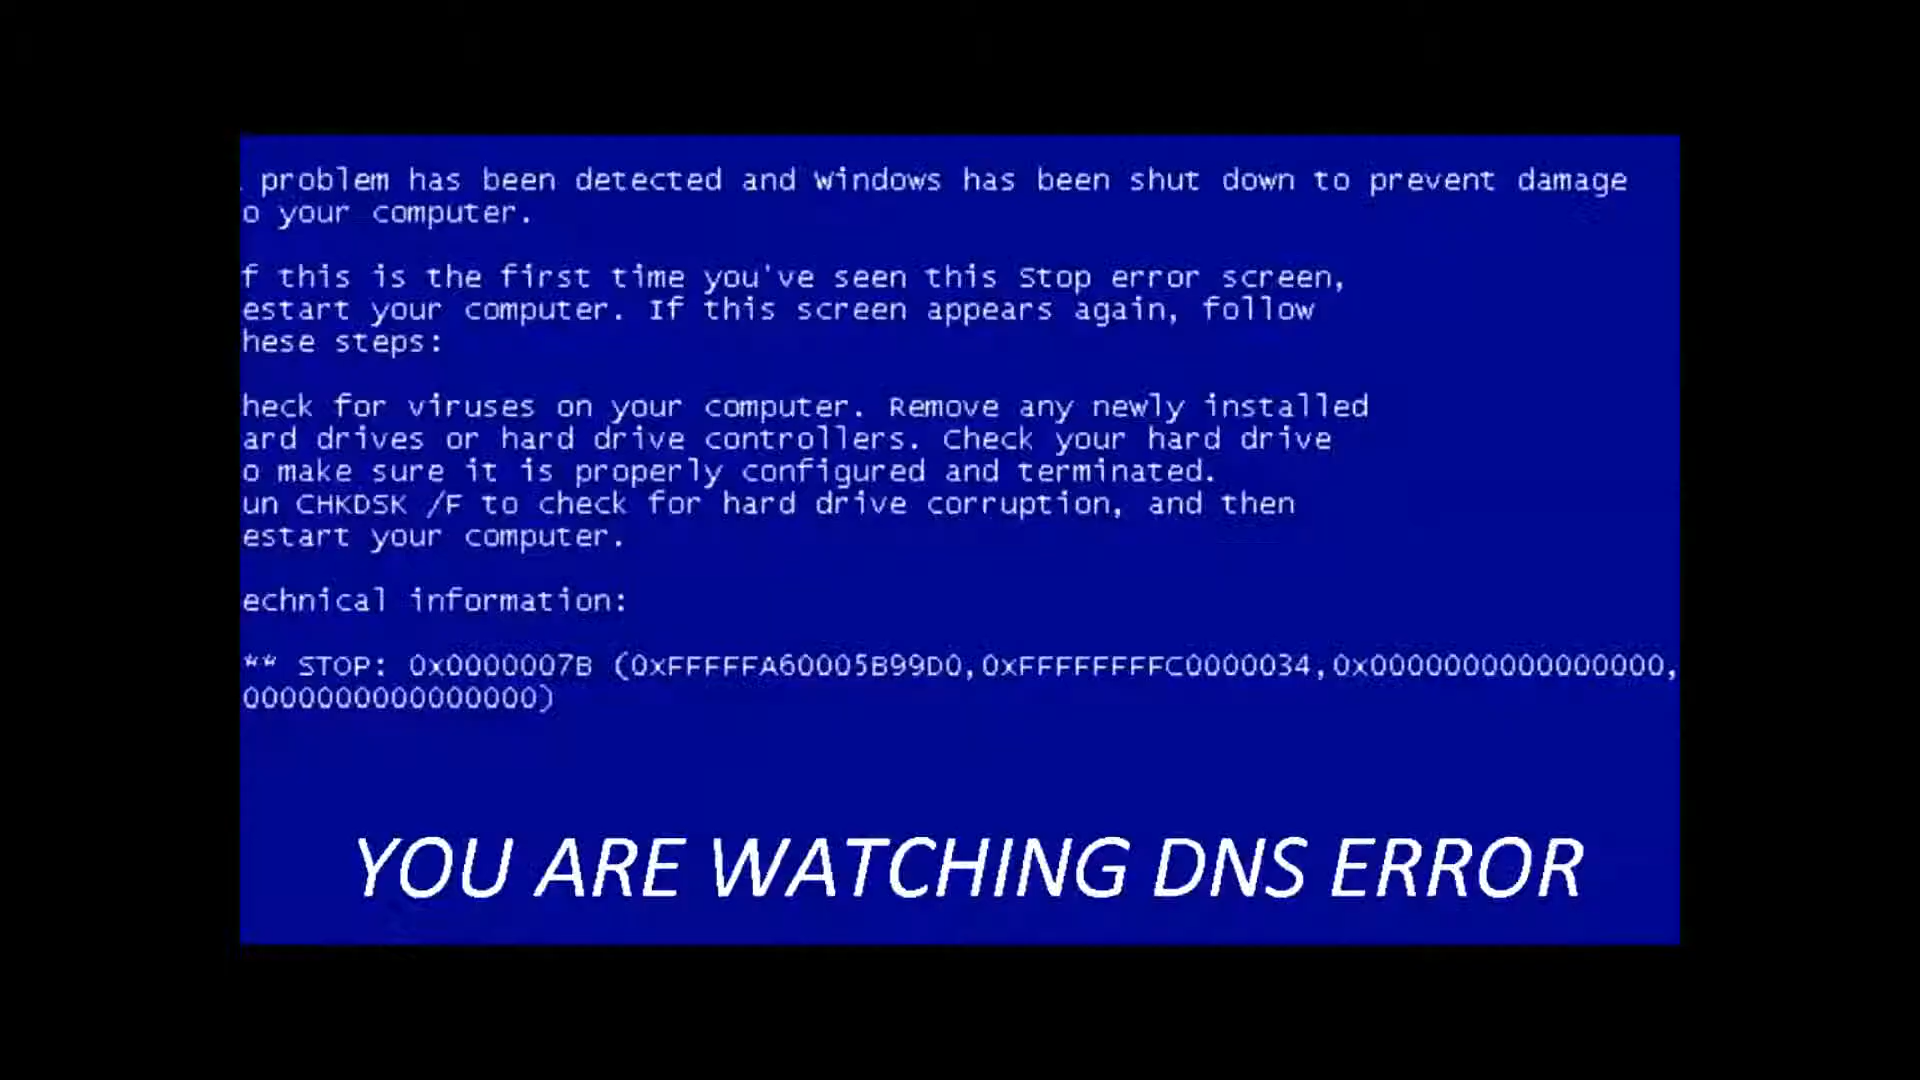 problem has been detected and Windows has been shut down to prevent damage
o your computer.
f this is the first time you've seen this Stop error screen,
estart your computer. If this screen appears again, follow
hese steps:
heck for viruses on your computer. Remove any newly installed
ard drives or hard drive controllers. Check your hard drive
o make sure it is properly configured and terminated.
un CHKDSK /F to check for hard drive corruption, and then
estart your computer.
echnical information:
** STOP: 0x0000007B (0xFFFFFA60005B99D0,0xFFFFFFFFC0000034,0x0000000000000000,
0000000000000000)
YOU ARE WATCHING DNS ERROR